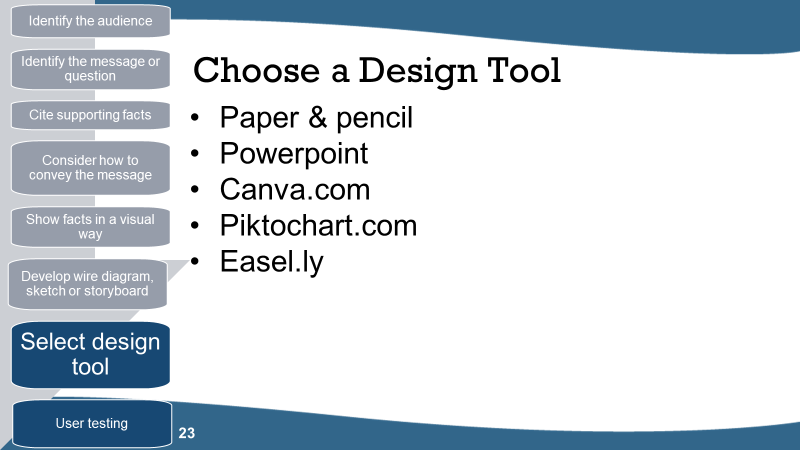 Identify the audience
Identify the message or
question
Cite supporting facts
Consider how to
convey the message
Show facts in a visual
way
Develop wire diagram,
sketch or storyboard
Select design
tool
User testing
Choose a Design Tool
• Paper & pencil
• Powerpoint
• Canva.com
• Piktochart.com
• Easel.ly
23